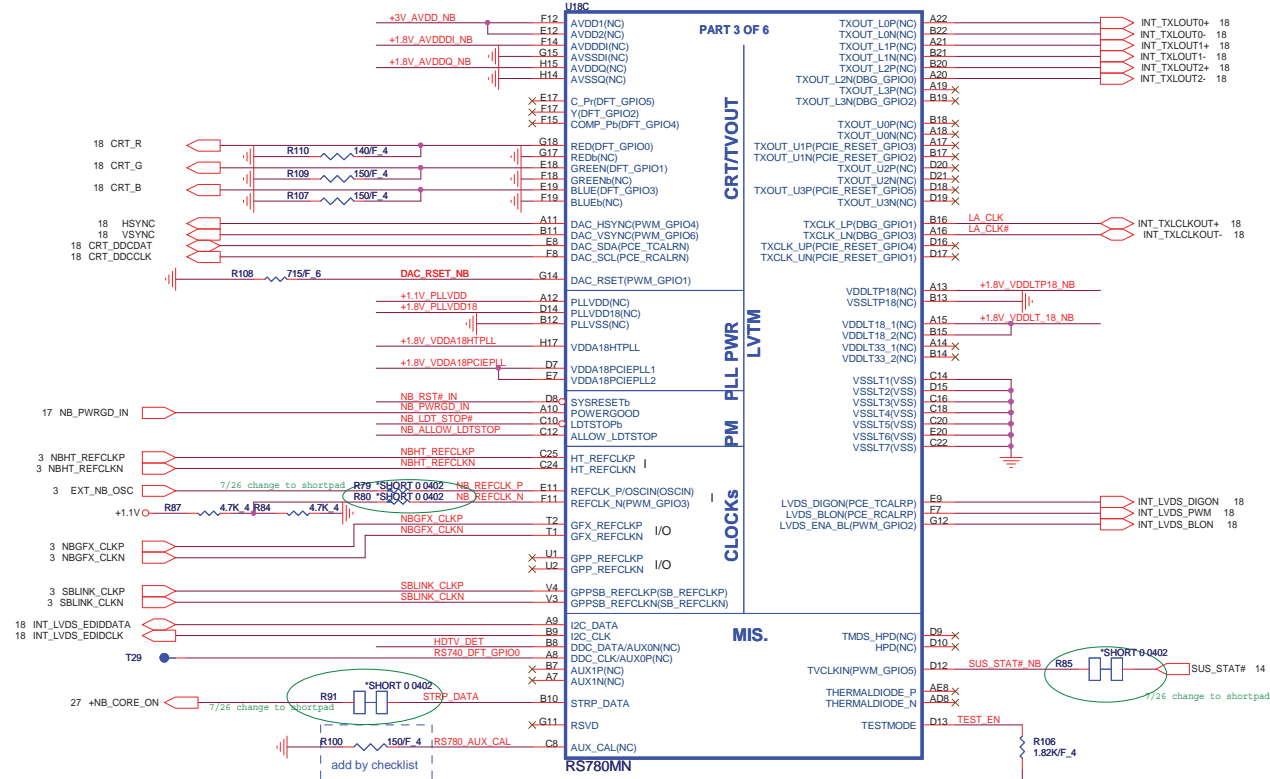 U18C
PART 3 OF 6
+3V_AVDD_NB F12 AVDD1(NC)
E12 AVDD2(NC)
+1.8V_AVDDDI_NB F14 AVDDDI(NC)
G15 AVSSDI(NC)
+1.8V_AVDDQ_NB H15 AVDDQ(NC)
H14 AVSSQ(NC)
E17 C_Pr(DFT_GPIO5)
F17 Y(DFT_GPIO2)
F15 COMP_Pb(DFT_GPIO4)
18 CRT_R G18 RED(DFT_GPIO0)
R110 140/F_4 G17 REDb(NC)
18 CRT_G E18 GREEN(DFT_GPIO1)
R109 150/F_4 F18 GREENb(NC)
18 CRT_B E19 BLUE(DFT_GPIO3)
R107 150/F_4 F19 BLUEb(NC)
18 HSYNC A11 DAC_HSYNC(PWM_GPIO4)
18 VSYNC B11 DAC_VSYNC(PWM_GPIO6)
18 CRT_DDCDAT E8 DAC_SDA(PCE_TCALRN)
18 CRT_DDCCLK F8 DAC_SCL(PCE_RCALRN)
R108 715/F_6 DAC_RSET_NB G14 DAC_RSET(PWM_GPIO1)
+1.1V_PLLVDD A12 PLLVDD(NC)
+1.8V_PLLVDD18 D14 PLLVDD18(NC)
B12 PLLVSS(NC)
+1.8V_VDDA18HTPLL H17 VDDA18HTPLL
+1.8V_VDDA18PCIEPLL D7 VDDA18PCIEPLL1
E7 VDDA18PCIEPLL2
NB_RST#_IN D8 SYSRESETb
17 NB_PWRGD_IN NB_PWRGD_IN A10 POWERGOOD
NB_LDT_STOP# C10 LDTSTOPb
NB_ALLOW_LDTSTOP C12 ALLOW_LDTSTOP
3 NBHT_REFCLKP NBHT_REFCLKP C25 HT_REFCLKP
3 NBHT_REFCLKN NBHT_REFCLKN C24 HT_REFCLKN I
7/26 change to shortpad
3 EXT_NB_OSC R79 *SHORT 0 0402 NB_REFCLK_P E11 REFCLK_P/OSCIN(OSCIN) I
R80 *SHORT 0 0402 NB_REFCLK_N F11 REFCLK_N(PWM_GPIO3)
+1.1V R87 4.7K_4 R84 4.7K_4
3 NBGFX_CLKP NBGFX_CLKP T2 GFX_REFCLKP
3 NBGFX_CLKN NBGFX_CLKN T1 GFX_REFCLKN I/O
U1 GPP_REFCLKP
U2 GPP_REFCLKN I/O
3 SBLINK_CLKP SBLINK_CLKP V4 GPPSB_REFCLKP(SB_REFCLKP)
3 SBLINK_CLKN SBLINK_CLKN V3 GPPSB_REFCLKN(SB_REFCLKN)
18 INT_LVDS_EDIDDATA A9 I2C_DATA
18 INT_LVDS_EDIDCLK B9 I2C_CLK
HDTV_DET B8 DDC_DATA/AUX0N(NC)
T29 RS740_DFT_GPIO0 A8 DDC_CLK/AUX0P(NC)
B7 AUX1P(NC)
A7 AUX1N(NC)
27 +NB_CORE_ON R91 *SHORT 0 0402 STRP_DATA B10 STRP_DATA
7/26 change to shortpad
G11 RSVD
R100 150/F_4 RS780_AUX_CAL C8 AUX_CAL(NC)
add by checklist
RS780MN
CRT/TVOUT
PLL PWR
LVTM
PM
CLOCKs
MIS.
TXOUT_L0P(NC) A22 INT_TXLOUT0+ 18
TXOUT_L0N(NC) B22 INT_TXLOUT0- 18
TXOUT_L1P(NC) A21 INT_TXLOUT1+ 18
TXOUT_L1N(NC) B21 INT_TXLOUT1- 18
TXOUT_L2P(NC) B20 INT_TXLOUT2+ 18
TXOUT_L2N(DBG_GPIO0) A20 INT_TXLOUT2- 18
TXOUT_L3P(NC) A19
TXOUT_L3N(DBG_GPIO2) B19
TXOUT_U0P(NC) B18
TXOUT_U0N(NC) A18
TXOUT_U1P(PCIE_RESET_GPIO3) A17
TXOUT_U1N(PCIE_RESET_GPIO2) B17
TXOUT_U2P(NC) D20
TXOUT_U2N(NC) D21
TXOUT_U3P(PCIE_RESET_GPIO5) D18
TXOUT_U3N(NC) D19
TXCLK_LP(DBG_GPIO1) B16 LA_CLK INT_TXLCLKOUT+ 18
TXCLK_LN(DBG_GPIO3) A16 LA_CLK# INT_TXLCLKOUT- 18
TXCLK_UP(PCIE_RESET_GPIO4) D16
TXCLK_UN(PCIE_RESET_GPIO1) D17
VDDLTP18(NC) A13 +1.8V_VDDLTP18_NB
VSSLTP18(NC) B13
VDDLT18_1(NC) A15 +1.8V_VDDLT_18_NB
VDDLT18_2(NC) B15
VDDLT33_1(NC) A14
VDDLT33_2(NC) B14
VSSLT1(VSS) C14
VSSLT2(VSS) D15
VSSLT3(VSS) C16
VSSLT4(VSS) C18
VSSLT5(VSS) C20
VSSLT6(VSS) E20
VSSLT7(VSS) C22
LVDS_DIGON(PCE_TCALRP) E9 INT_LVDS_DIGON 18
LVDS_BLON(PCE_RCALRP) F7 INT_LVDS_PWM 18
LVDS_ENA_BL(PWM_GPIO2) G12 INT_LVDS_BLON 18
TMDS_HPD(NC) D9
HPD(NC) D10
TVCLKIN(PWM_GPIO5) D12 SUS_STAT#_NB R85 *SHORT 0 0402 SUS_STAT# 14
7/26 change to shortpad
THERMALDIODE_P AE8
THERMALDIODE_N AD8
TESTMODE D13 TEST_EN
R106
1.82K/F_4